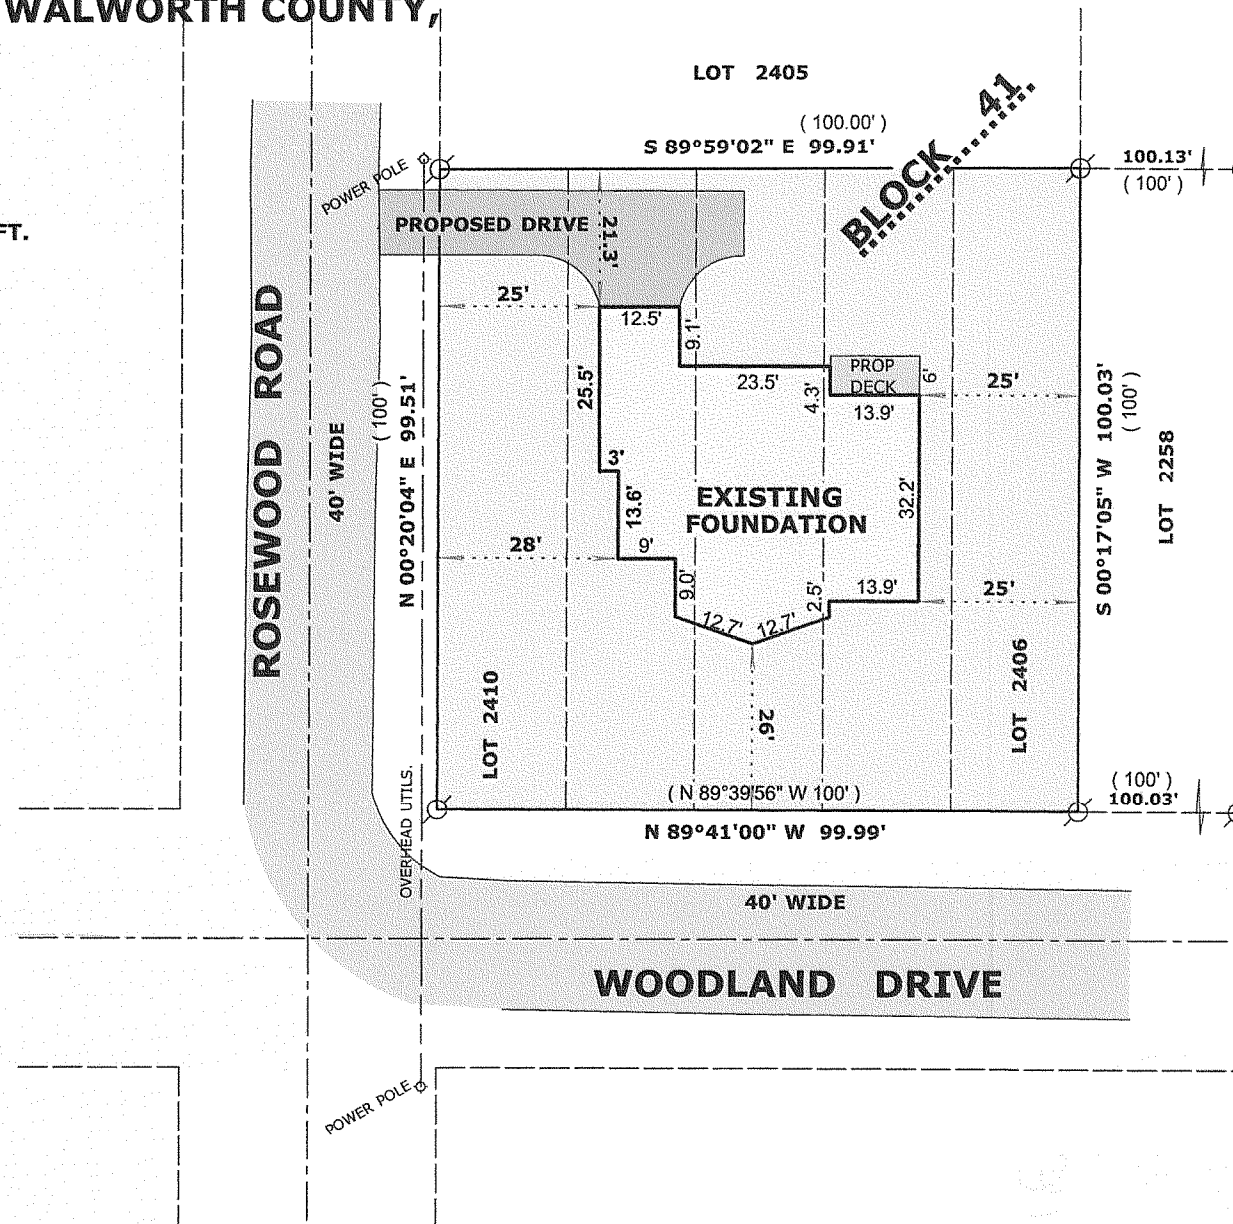 WALWORTH COUNTY,
LOT 2405
( 100.00' )
S 89°59'02" E 99.91'
BLOCK 41
100.13'
( 100' )
POWER POLE
FT.
PROPOSED DRIVE
21.3'
25'
12.5'
9.1'
23.5'
PROP
DECK
6'
4.3'
13.9'
25'
25.5'
ROSEWOOD ROAD
40' WIDE
( 100' )
N 00°20'04" E 99.51'
S 00°17'05" W 100.03'
( 100' )
LOT 2258
3'
13.6'
EXISTING
FOUNDATION
32.2'
28'
9'
9.0'
12.7'
12.7'
2.5'
13.9'
25'
26'
LOT 2410
LOT 2406
OVERHEAD UTILS.
( N 89°39'56" W 100' )
N 89°41'00" W 99.99'
( 100' )
100.03'
40' WIDE
WOODLAND DRIVE
POWER POLE